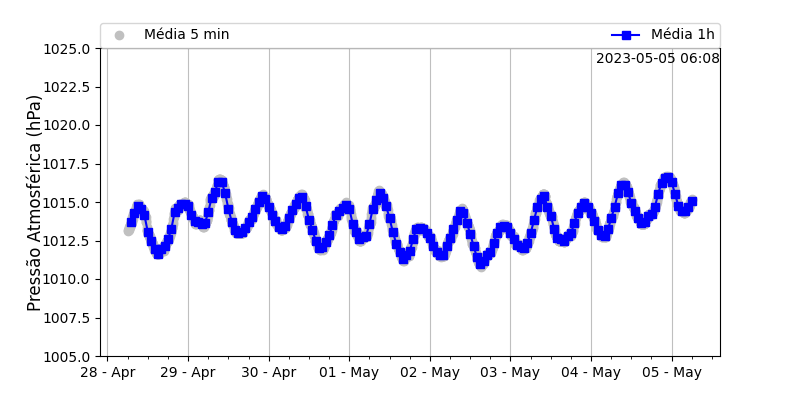 Média 5 min
Média 1h
2023-05-05 06:08
Pressão Atmosférica (hPa)
1025.0
1022.5
1020.0
1017.5
1015.0
1012.5
1010.0
1007.5
1005.0
28 - Apr
29 - Apr
30 - Apr
01 - May
02 - May
03 - May
04 - May
05 - May